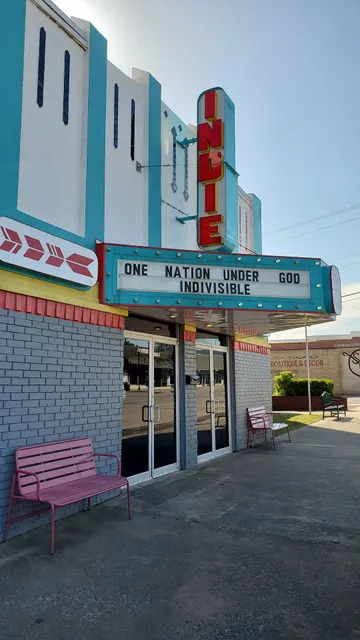 INDIE
ONE NATION UNDER GOD
INDIVISIBLE
BOUTIQUE & DECOR